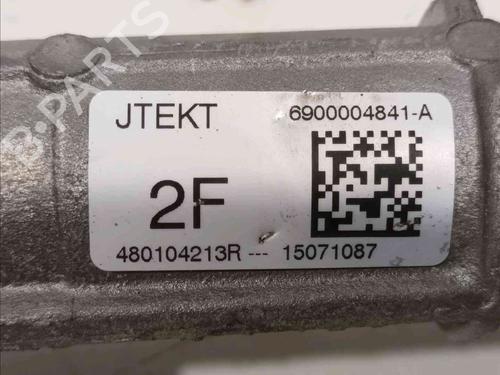 JTEKT 6900004841-A
2F
480104213R --- 15071087
B-PARTS